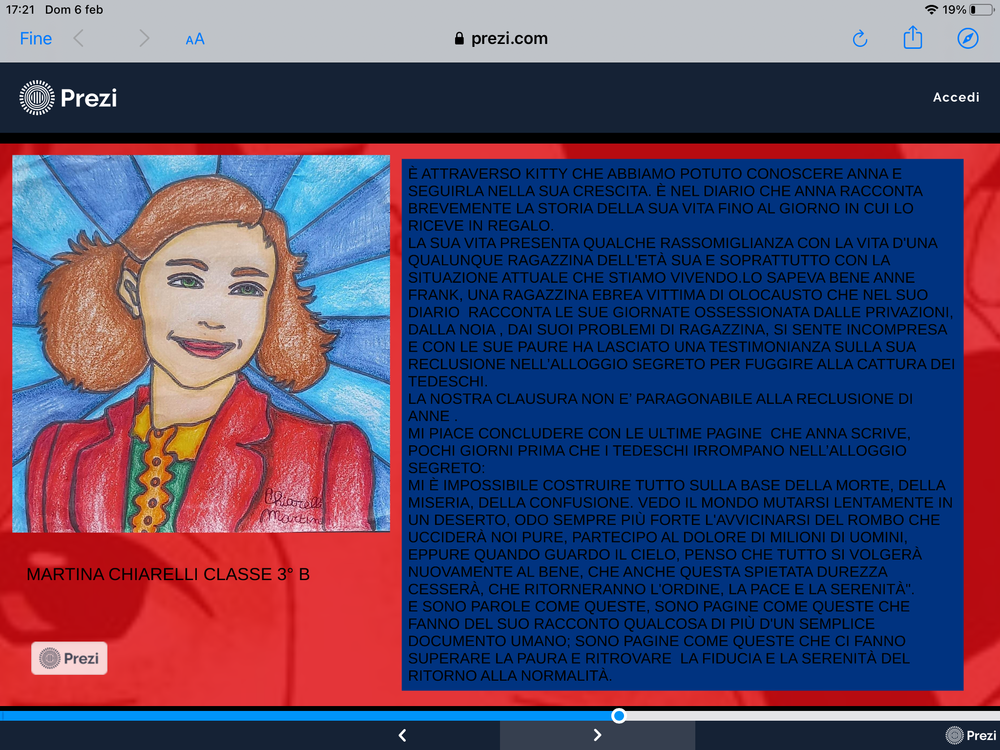 17:21 Dom 6 feb
19%
Fine
AA
prezi.com
Prezi
Accedi
È ATTRAVERSO KITTY CHE ABBIAMO POTUTO CONOSCERE ANNA E
SEGUIRLA NELLA SUA CRESCITA. È NEL DIARIO CHE ANNA RACCONTA
BREVEMENTE LA STORIA DELLA SUA VITA FINO AL GIORNO IN CUI LO
RICEVE IN REGALO.
LA SUA VITA PRESENTA QUALCHE RASSOMIGLIANZA CON LA VITA D'UNA
QUALUNQUE RAGAZZINA DELL'ETÀ SUA E SOPRATTUTTO CON LA
SITUAZIONE ATTUALE CHE STIAMO VIVENDO.LO SAPEVA BENE ANNE
FRANK, UNA RAGAZZINA EBREA VITTIMA DI OLOCAUSTO CHE NEL SUO
DIARIO  RACCONTA LE SUE GIORNATE OSSESSIONATA DALLE PRIVAZIONI,
DALLA NOIA , DAI SUOI PROBLEMI DI RAGAZZINA, SI SENTE INCOMPRESA
E CON LE SUE PAURE HA LASCIATO UNA TESTIMONIANZA SULLA SUA
RECLUSIONE NELL’ALLOGGIO SEGRETO PER FUGGIRE ALLA CATTURA DEI
TEDESCHI.
LA NOSTRA CLAUSURA NON E’ PARAGONABILE ALLA RECLUSIONE DI
ANNE .
MI PIACE CONCLUDERE CON LE ULTIME PAGINE  CHE ANNA SCRIVE,
POCHI GIORNI PRIMA CHE I TEDESCHI IRROMPANO NELL’ALLOGGIO
SEGRETO:
MI È IMPOSSIBILE COSTRUIRE TUTTO SULLA BASE DELLA MORTE, DELLA
MISERIA, DELLA CONFUSIONE. VEDO IL MONDO MUTARSI LENTAMENTE IN
UN DESERTO, ODO SEMPRE PIÙ FORTE L'AVVICINARSI DEL ROMBO CHE
UCCIDERÀ NOI PURE, PARTECIPO AL DOLORE DI MILIONI DI UOMINI,
EPPURE QUANDO GUARDO IL CIELO, PENSO CHE TUTTO SI VOLGERÀ
NUOVAMENTE AL BENE, CHE ANCHE QUESTA SPIETATA DUREZZA
CESSERÀ, CHE RITORNERANNO L'ORDINE, LA PACE E LA SERENITÀ".
E SONO PAROLE COME QUESTE, SONO PAGINE COME QUESTE CHE
FANNO DEL SUO RACCONTO QUALCOSA DI PIÙ D'UN SEMPLICE
DOCUMENTO UMANO; SONO PAGINE COME QUESTE CHE CI FANNO
SUPERARE LA PAURA E RITROVARE  LA FIDUCIA E LA SERENITÀ DEL
RITORNO ALLA NORMALITÀ.
Chiarelli
Martin
MARTINA CHIARELLI CLASSE 3° B
Prezi
Prezi